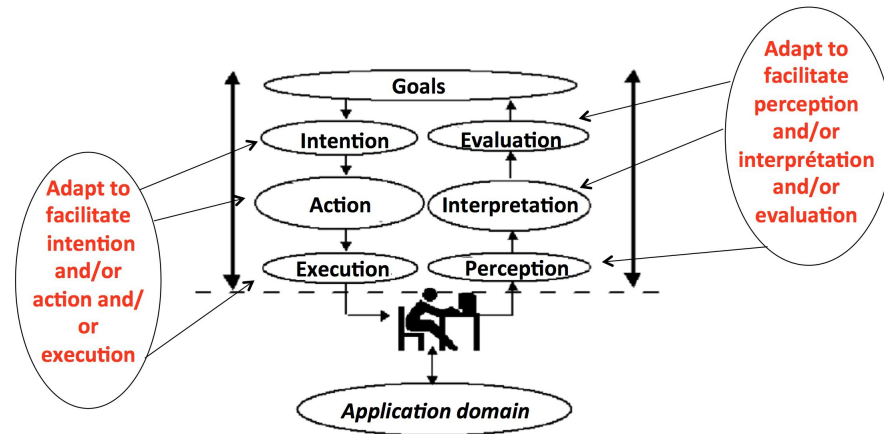 Goals
Intention
Evaluation
Action
Interpretation
Execution
Perception
Application domain
Adapt to
facilitate
intention
and/or
action and/
or
execution
Adapt to
facilitate
perception
and/or
interprétation
and/or
evaluation